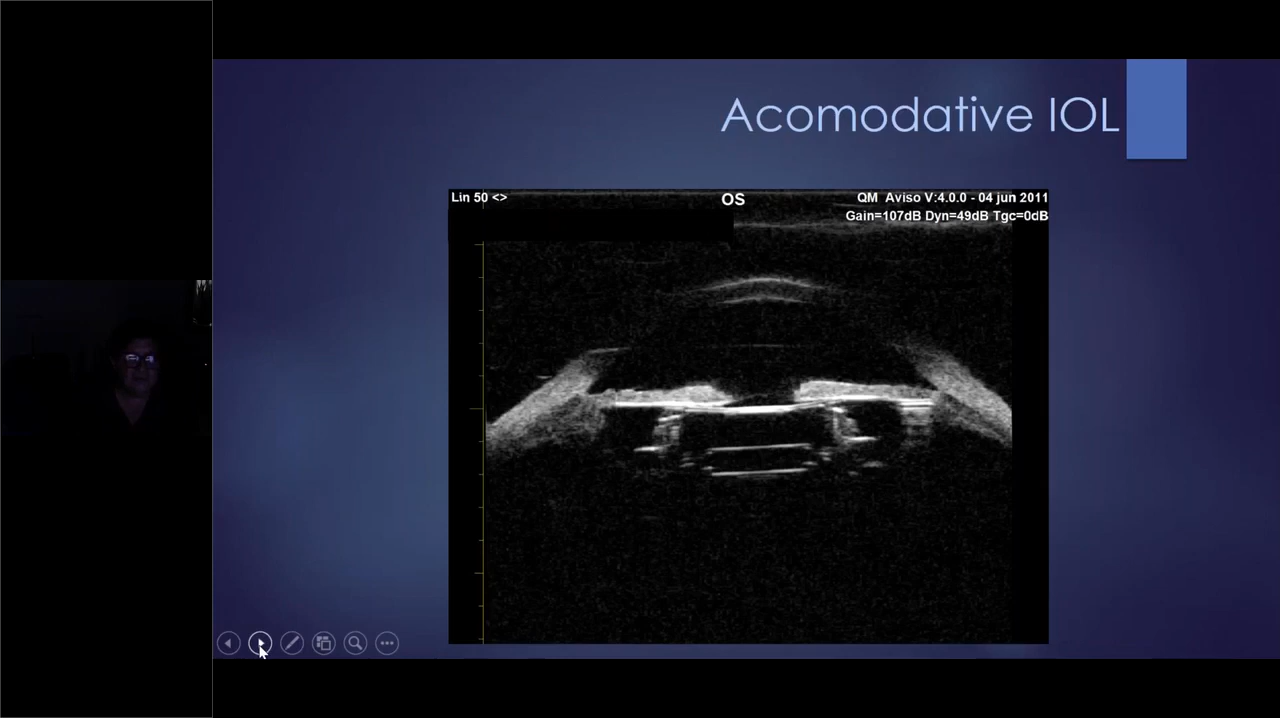 Acomodative IOL
Lin 50 <> OS QM Aviso V:4.0.0 - 04 jun 2011
Gain=107dB Dyn=49dB Tgc=0dB